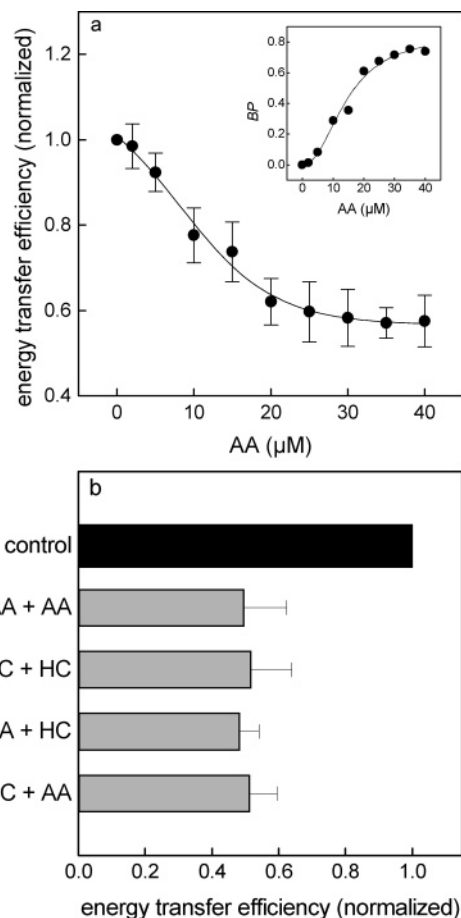 a
1.2
1.0
0.8
0.6
0.4
energy transfer efficiency (normalized)
0 10 20 30 40
AA (µM)
0.8
0.6
0.4
0.2
0.0
BP
0 10 20 30 40
AA (µM)
b
control
A + AA
C + HC
A + HC
C + AA
0.0 0.2 0.4 0.6 0.8 1.0
energy transfer efficiency (normalized)